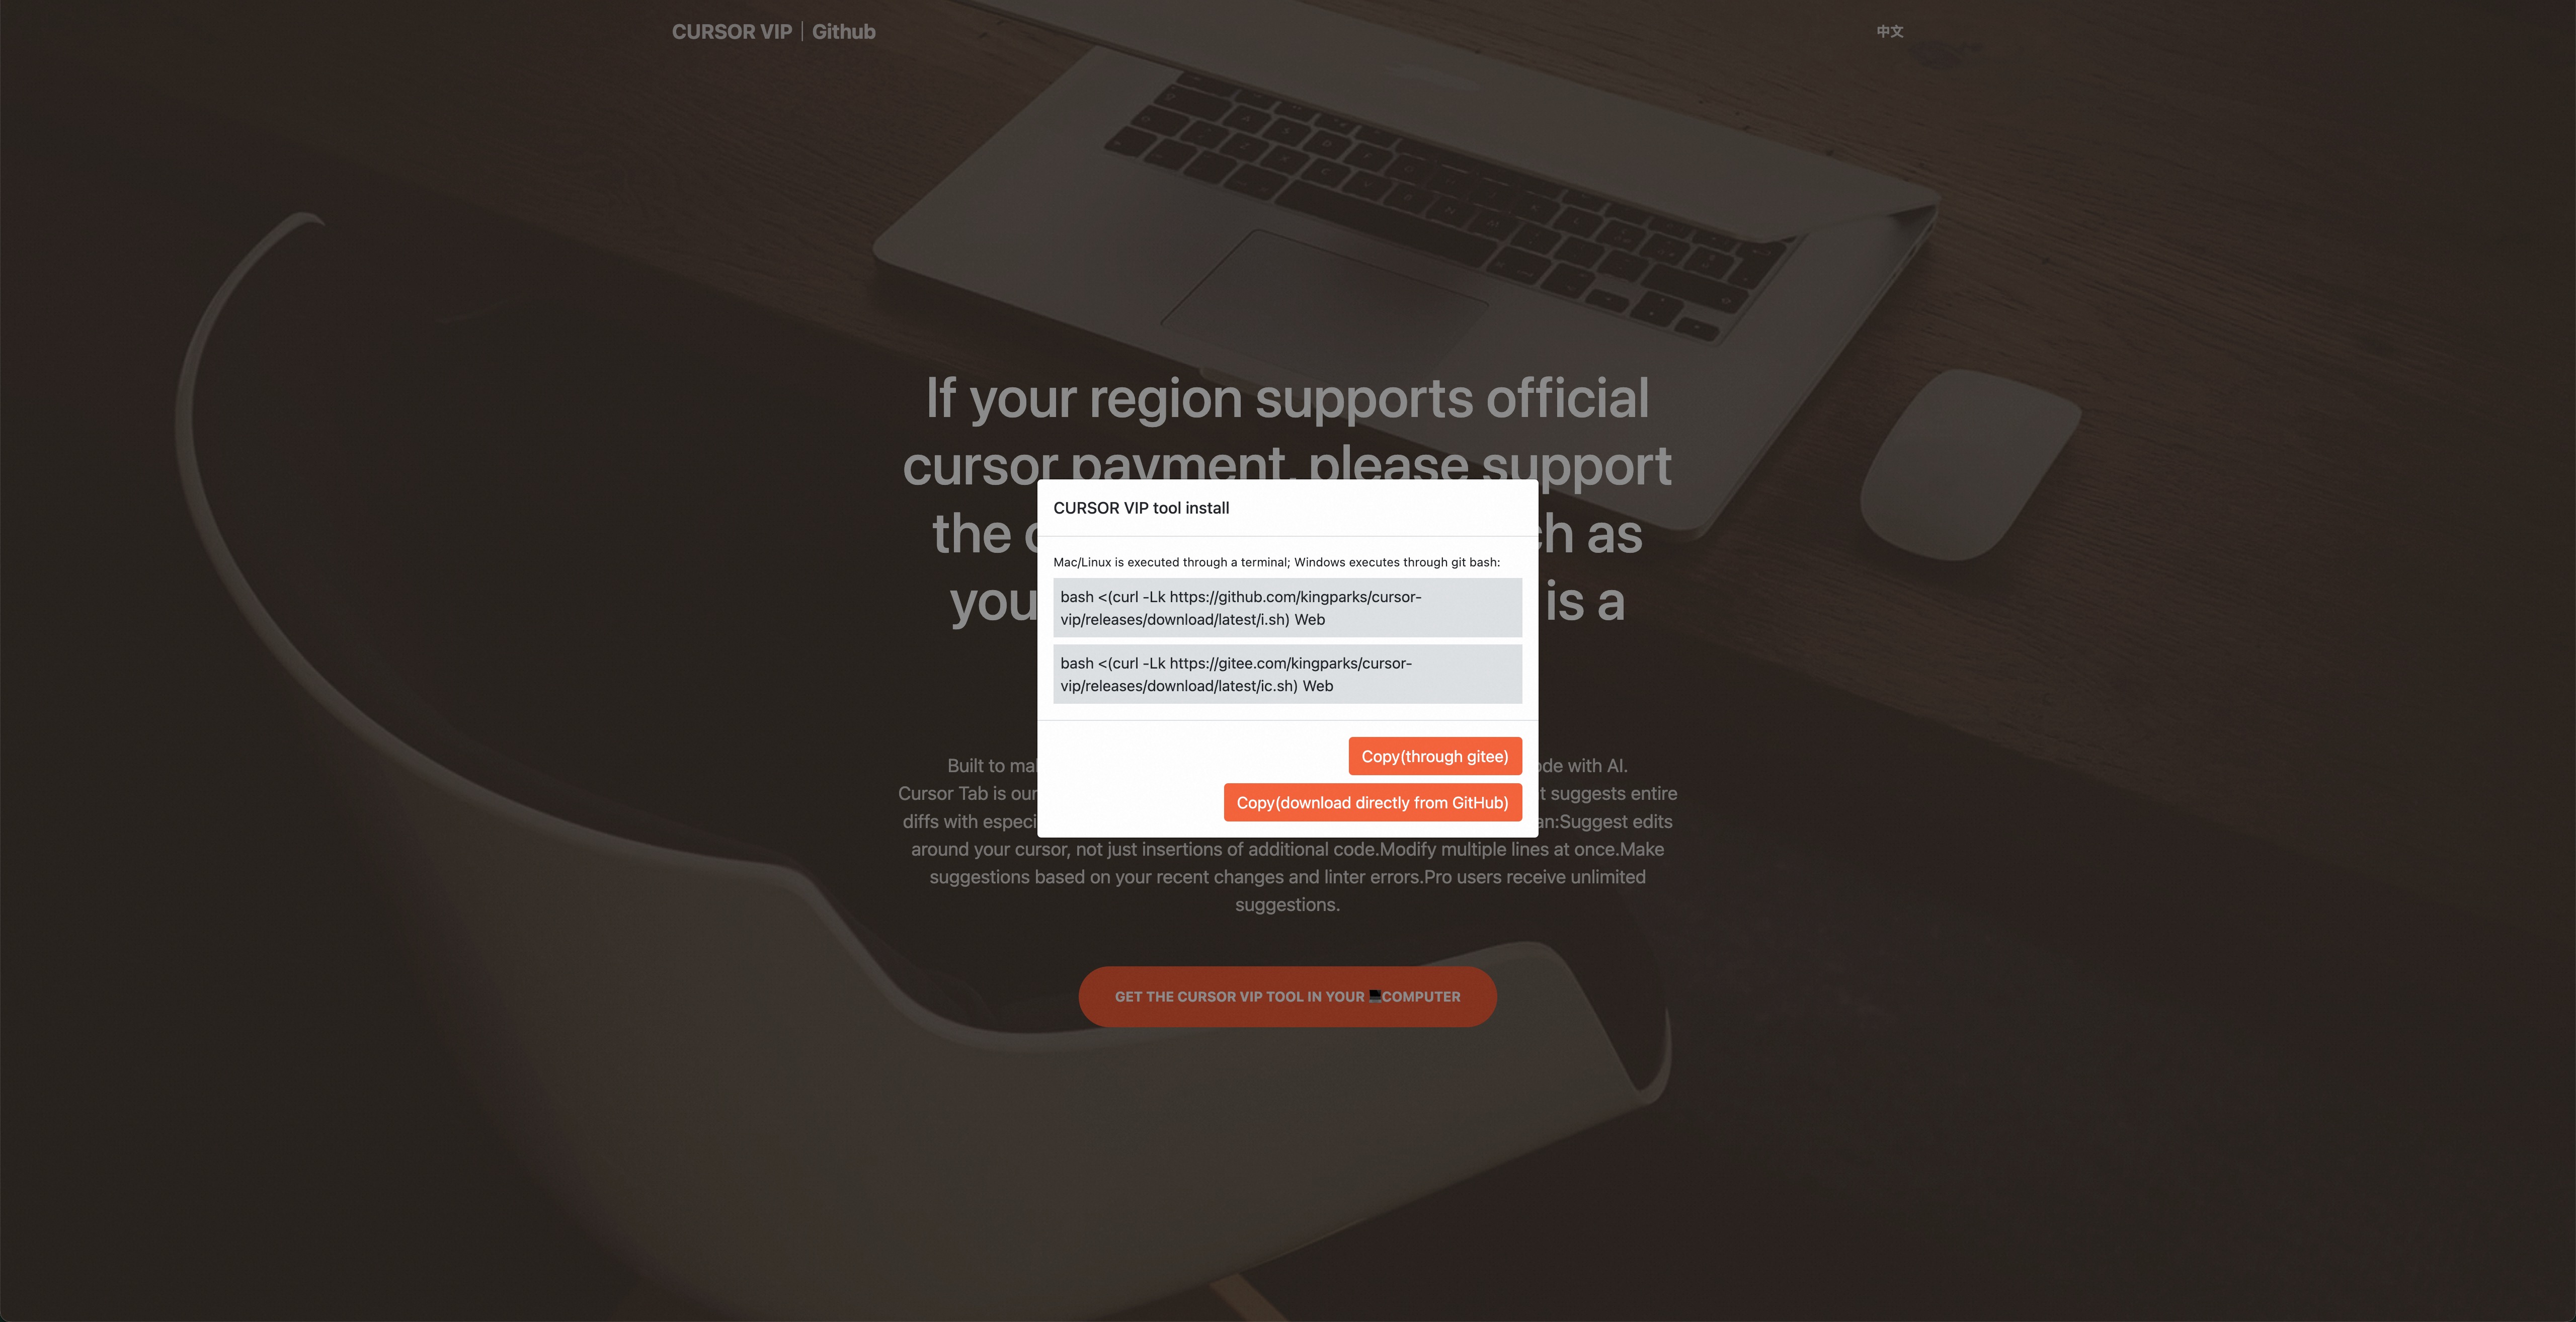 CURSOR VIP | Github
中文
If your region supports official
cursor payment, please support
the ch as
you is a
CURSOR VIP tool install
Mac/Linux is executed through a terminal; Windows executes through git bash:
bash <(curl -Lk https://github.com/kingparks/cursor-
vip/releases/download/latest/i.sh) Web
bash <(curl -Lk https://gitee.com/kingparks/cursor-
vip/releases/download/latest/ic.sh) Web
Copy(through gitee)
Copy(download directly from GitHub)
Built to ma ode with AI.
Cursor Tab is our t suggests entire
diffs with especi an:Suggest edits
around your cursor, not just insertions of additional code.Modify multiple lines at once.Make
suggestions based on your recent changes and linter errors.Pro users receive unlimited
suggestions.
GET THE CURSOR VIP TOOL IN YOUR 💻COMPUTER